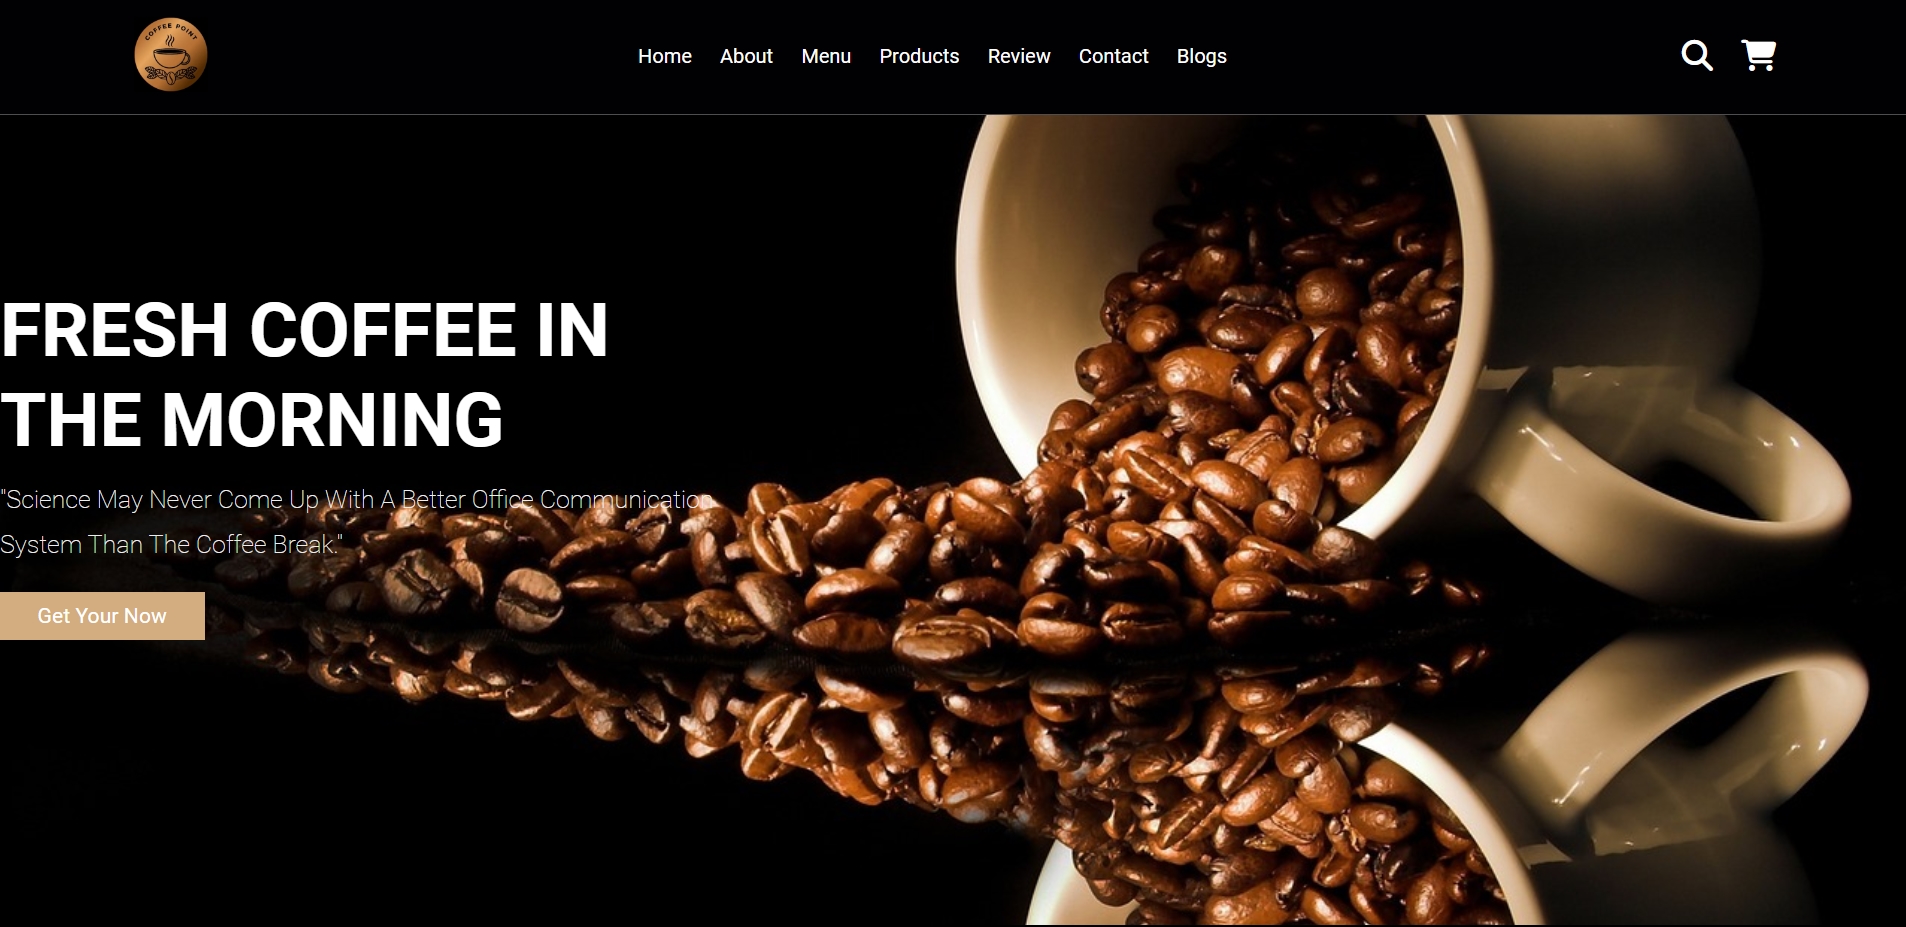 COFFEE POINT
Home About Menu Products Review Contact Blogs
FRESH COFFEE IN
THE MORNING
"Science May Never Come Up With A Better Office Communication
System Than The Coffee Break."
Get Your Now